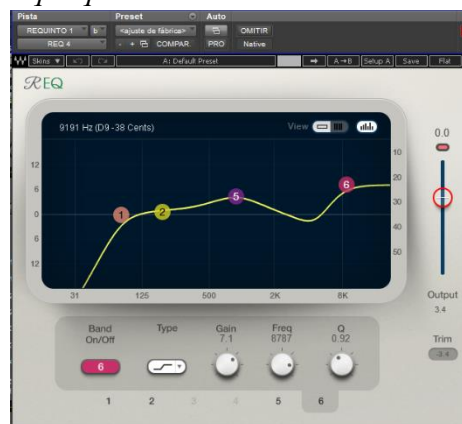 Pista Preset Auto
REQUINTO 1 b <ajuste de fábrica> OMITIR
REQ 4 - + COMPAR. PRO Native
W Skins A: Default Preset A→B Setup A Save Flat
REQ
9191 Hz (D9 -38 Cents) View
0.0
12 6 0 6 12
10 20 30 40 50
1 2 5 6
31 125 500 2K 8K
Output
3.4
Band On/Off Type Gain Freq Q
7.1 8787 0.92
Trim
-3.4
6
1 2 3 4 5 6